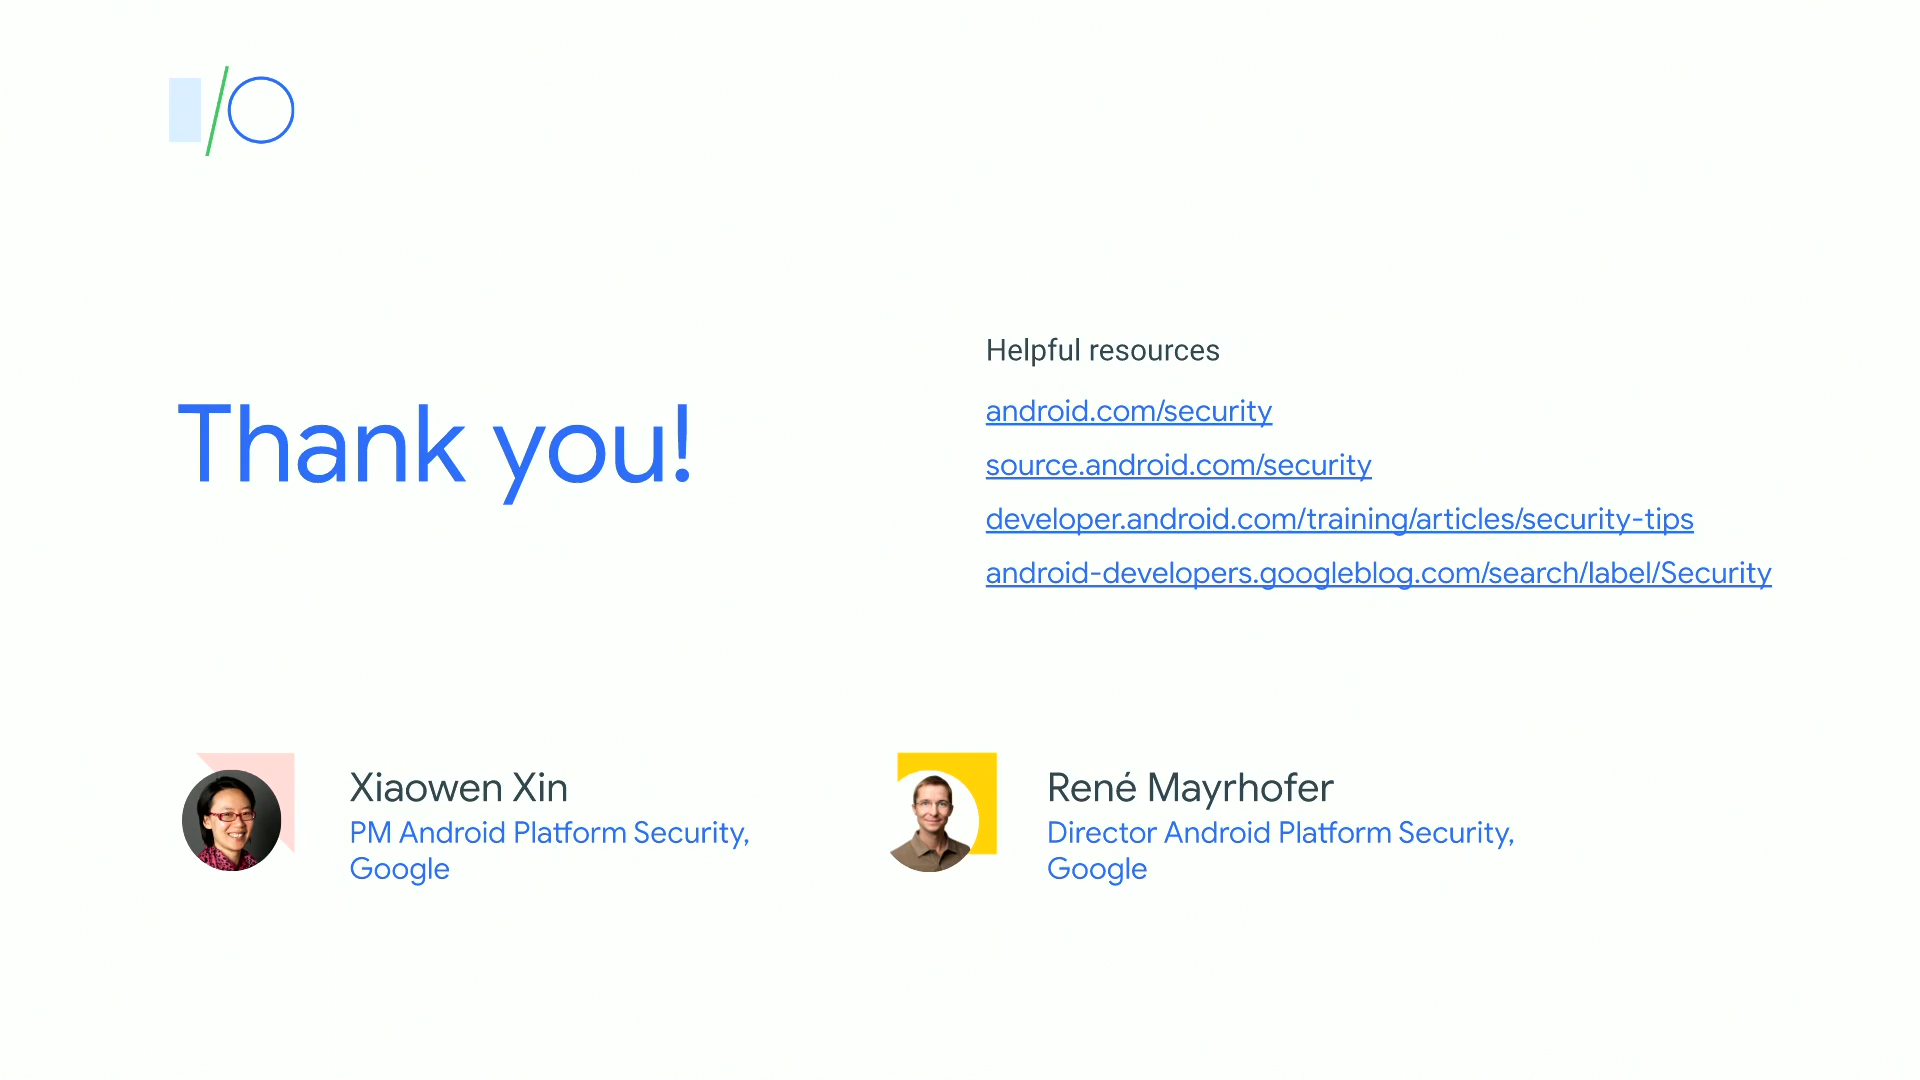 I/O
Thank you!
Helpful resources
android.com/security
source.android.com/security
developer.android.com/training/articles/security-tips
android-developers.googleblog.com/search/label/Security
Xiaowen Xin
PM Android Platform Security,
Google
René Mayrhofer
Director Android Platform Security,
Google